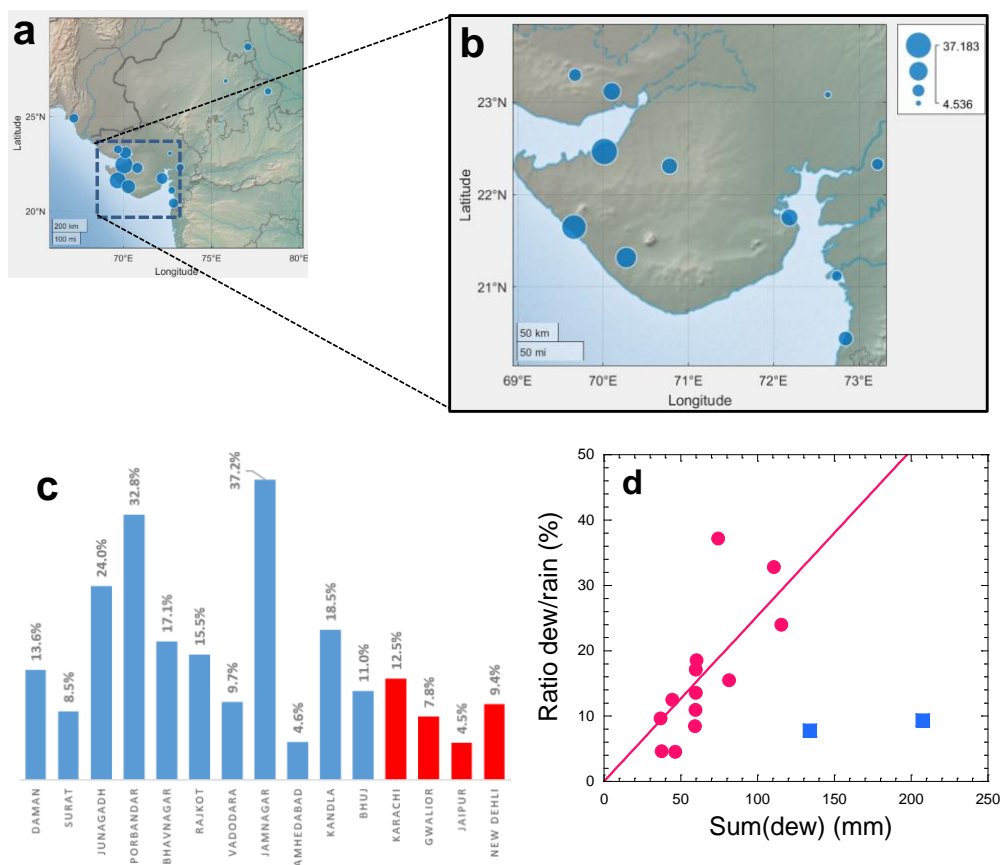 a
Latitude
25°N
20°N
200 km
100 mi
70°E
75°E
80°E
Longitude
b
Latitude
23°N
22°N
21°N
50 km
50 mi
69°E
70°E
71°E
72°E
73°E
Longitude
37.183
4.536
c
13.6%
8.5%
24.0%
32.8%
17.1%
15.5%
9.7%
37.2%
4.6%
18.5%
11.0%
12.5%
7.8%
4.5%
9.4%
DAMAN
SURAT
JUNAGADH
PORBANDAR
BHAVNAGAR
RAJKOT
VADODARA
JAMNAGAR
AMHEDABAD
KANDLA
BHUJ
KARACHI
GWALIOR
JAIPUR
NEW DEHLI
d
Ratio dew/rain (%)
50
40
30
20
10
0
0
50
100
150
200
250
Sum(dew) (mm)